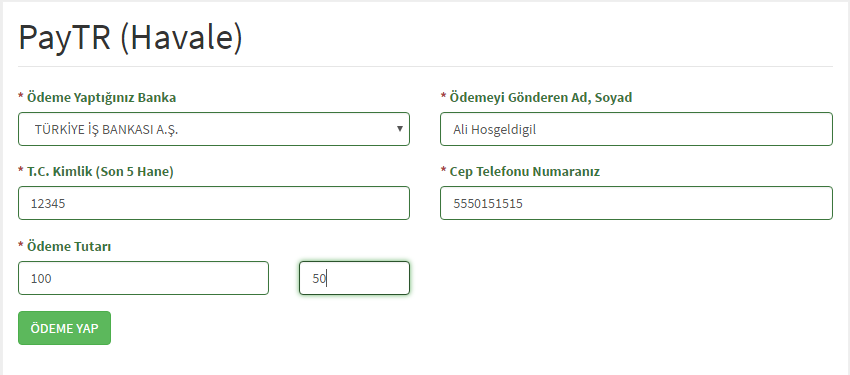 PayTR (Havale)
* Ödeme Yaptığınız Banka
* Ödemeyi Gönderen Ad, Soyad
TÜRKİYE İŞ BANKASI A.Ş.
Ali Hosgeldigil
* T.C. Kimlik (Son 5 Hane)
* Cep Telefonu Numaranız
12345
5550151515
* Ödeme Tutarı
100
50
ÖDEME YAP